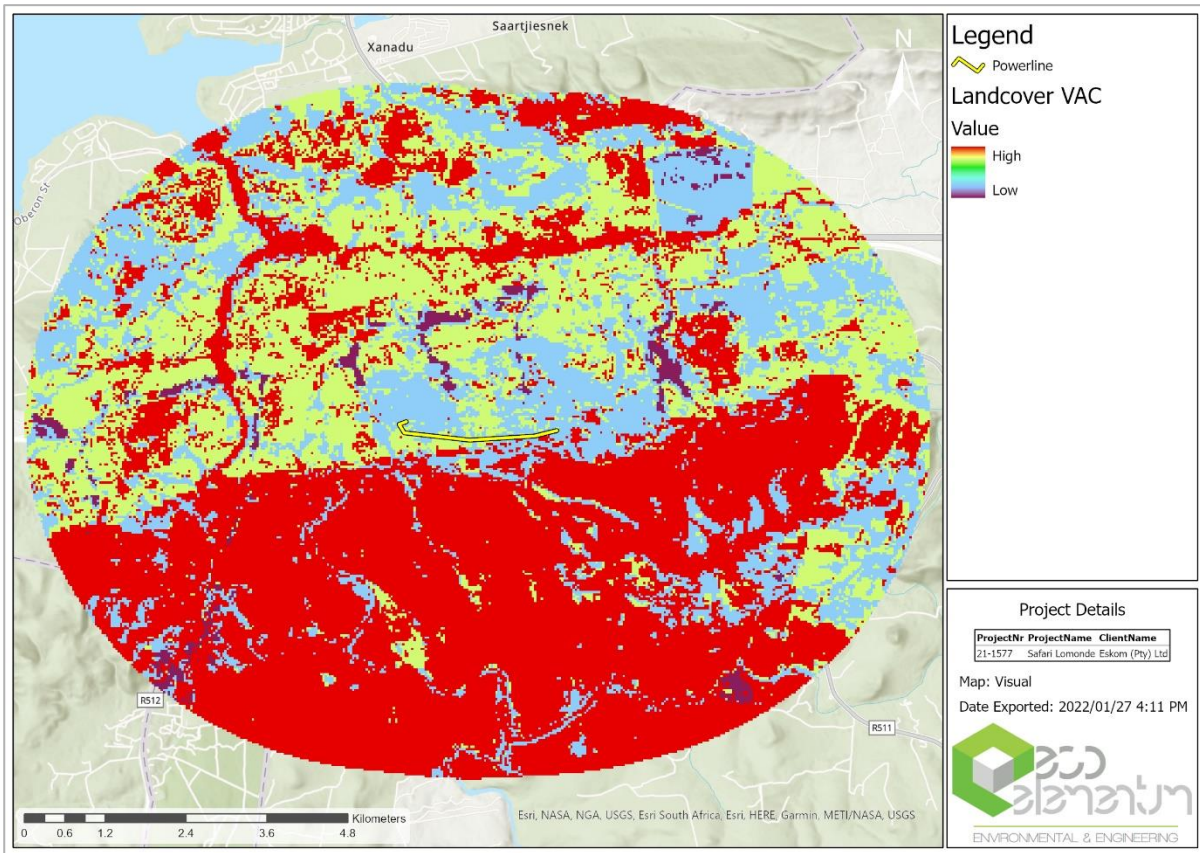 Saartjiesnek
Xanadu
N
Oberon St
R512
R511
Kilometers
0 0.6 1.2 2.4 3.6 4.8
Esri, NASA, NGA, USGS, Esri South Africa, Esri, HERE, Garmin, METI/NASA, USGS
Legend
Powerline
Landcover VAC
Value
High
Low
Project Details
ProjectNr ProjectName ClientName
21-1577 Safari Lomonde Eskom (Pty) Ltd
Map: Visual
Date Exported: 2022/01/27 4:11 PM
eco
elementum
ENVIRONMENTAL & ENGINEERING